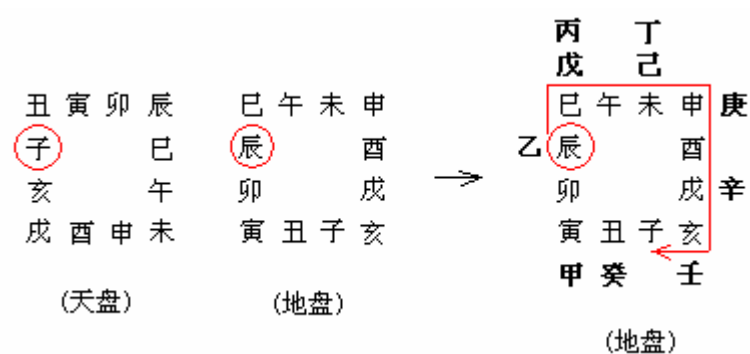 丙 丁
戊 己
丑 寅 卯 辰 巳 午 未 申 巳 午 未 申 庚
子 巳 辰 酉 乙 辰 酉
亥 午 卯 戌 卯 戌 辛
戌 酉 申 未 寅 丑 子 亥 寅 丑 子 亥
甲 癸 壬
(天盘) (地盘)
(地盘)